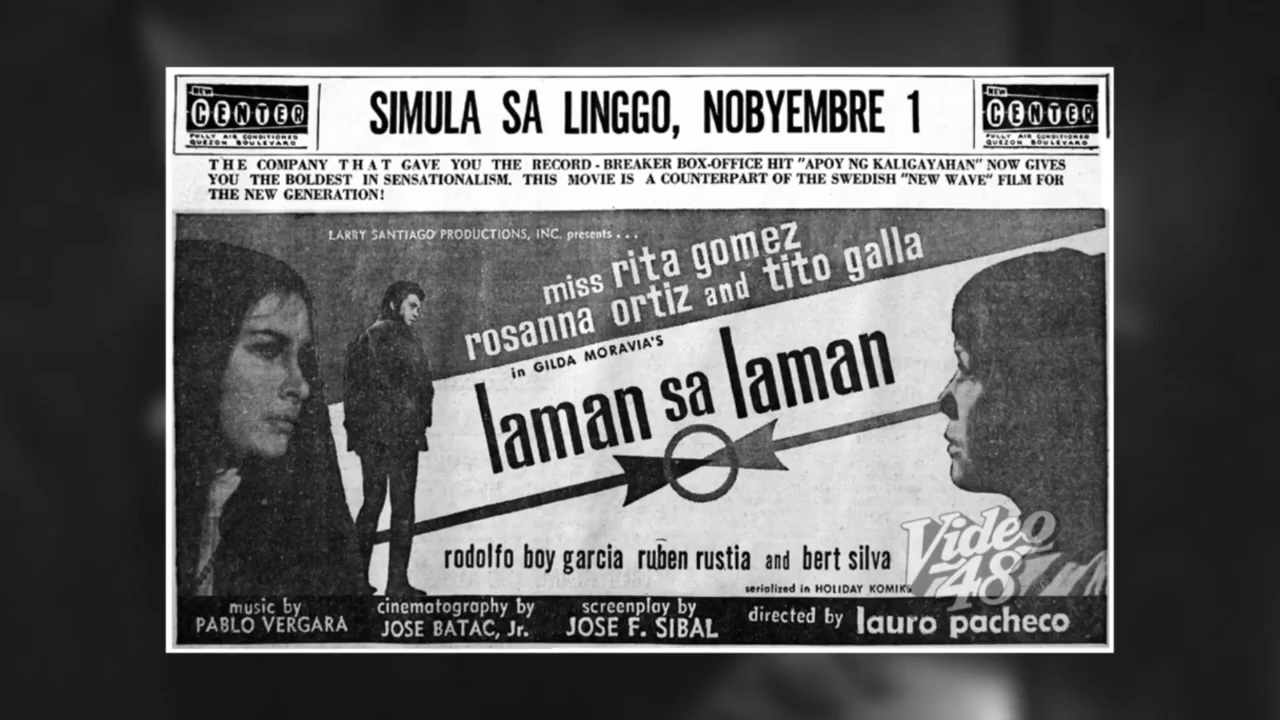 NEW
CENTER
FULLY AIR CONDITIONED
QUEZON BOULEVARD
SIMULA SA LINGGO, NOBYEMBRE 1
NEW
CENTER
FULLY AIR CONDITIONED
QUEZON BOULEVARD
THE COMPANY THAT GAVE YOU THE RECORD-BREAKER BOX-OFFICE HIT "APOY NG KALIGAYAHAN" NOW GIVES
YOU THE BOLDEST IN SENSATIONALISM. THIS MOVIE IS A COUNTERPART OF THE SWEDISH "NEW WAVE" FILM FOR
THE NEW GENERATION!
LARRY SANTIAGO PRODUCTIONS, INC. presents...
miss rita gomez
rosanna ortiz and tito galla
in GILDA MORAVIA'S
laman sa laman
rodolfo boy garcia ruben rustia and bert silva
serialized in HOLIDAY KOMIKS
Video
48
music by
PABLO VERGARA
cinematography by
JOSE BATAC, Jr.
screenplay by
JOSE F. SIBAL
directed by lauro pacheco